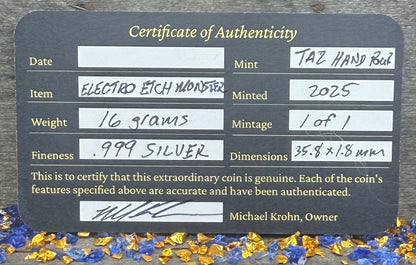 Certificate of Authenticity
Date Mint TAZ HAND POUR
Item ELECTRO ETCH MONSTER Minted 2025
Weight 16 grams Mintage 1 of 1
Fineness .999 SILVER Dimensions 35.8 x 1.8 mm
This is to certify that this extraordinary coin is genuine. Each of the coin's
features specified above are accurate and have been authenticated.
Michael Krohn, Owner